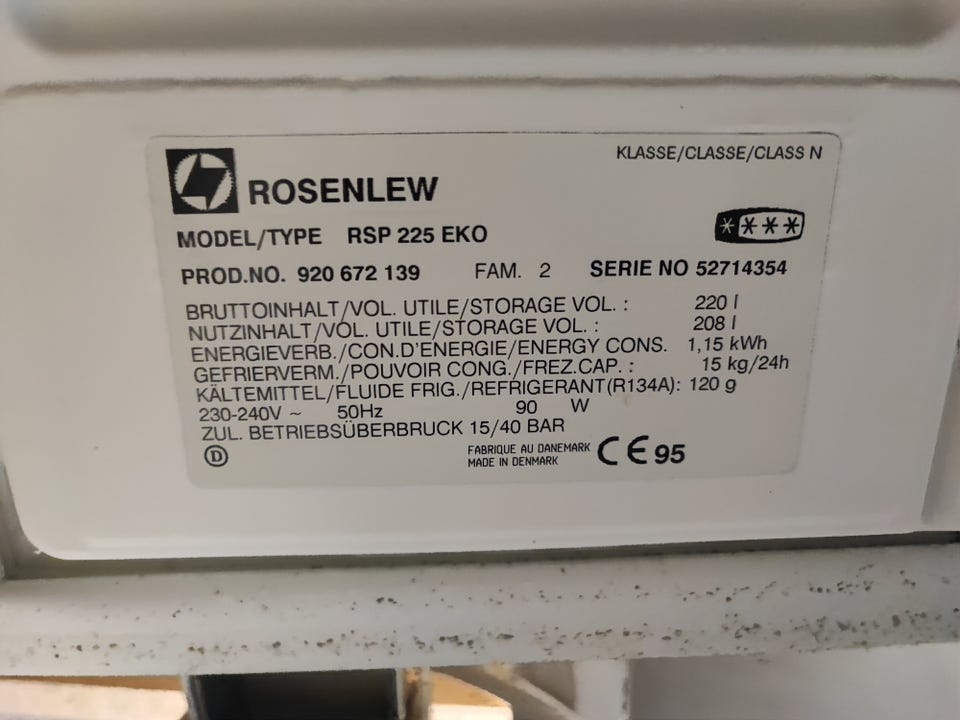 KLASSE/CLASSE/CLASS N
ROSENLEW
MODEL/TYPE RSP 225 EKO
PROD.NO. 920 672 139 FAM. 2 SERIE NO 52714354
BRUTTOINHALT/VOL. UTILE/STORAGE VOL. : 220 l
NUTZINHALT/VOL. UTILE/STORAGE VOL. : 208 l
ENERGIEVERB./CON.D'ENERGIE/ENERGY CONS. 1,15 kWh
GEFRIERVERM./POUVOIR CONG./FREZ.CAP. : 15 kg/24h
KÄLTEMITTEL/FLUIDE FRIG./REFRIGERANT(R134A): 120 g
230-240V ~ 50Hz 90 W
ZUL. BETRIEBSÜBERBRUCK 15/40 BAR
D
FABRIQUE AU DANEMARK
MADE IN DENMARK
CE 95